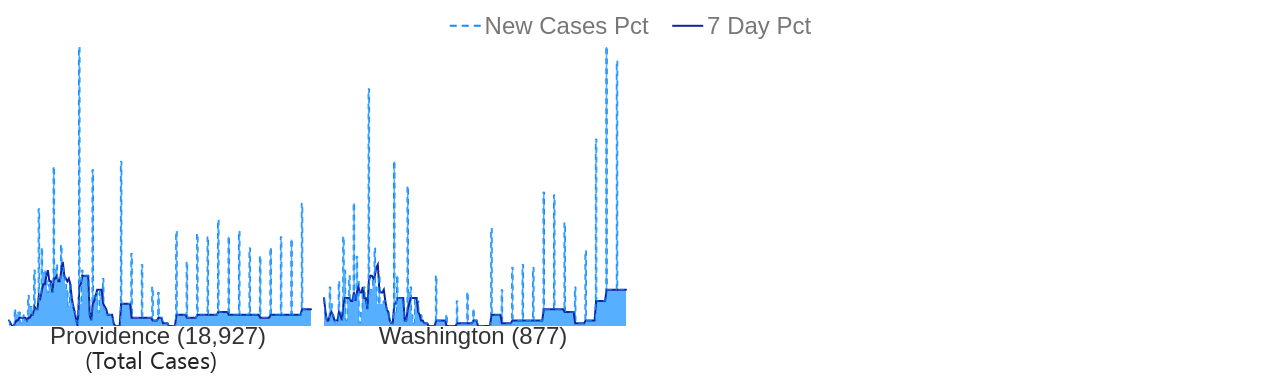 New Cases Pct 7 Day Pct
Providence (18,927) Washington (877)
(Total Cases)